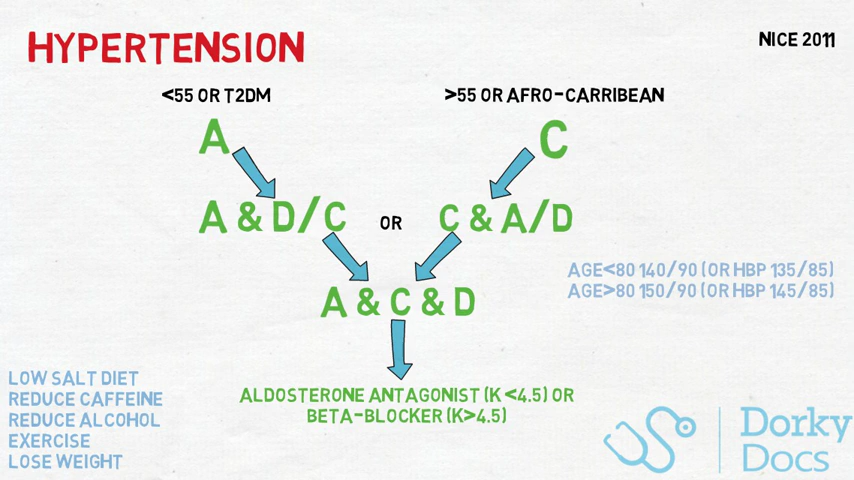 HYPERTENSION
NICE 2011
<55 OR T2DM
>55 OR AFRO-CARRIBEAN
A
C
A & D/C
OR
C & A/D
AGE<80 140/90 (OR HBP 135/85)
AGE>80 150/90 (OR HBP 145/85)
A & C & D
LOW SALT DIET
REDUCE CAFFEINE
REDUCE ALCOHOL
EXERCISE
LOSE WEIGHT
ALDOSTERONE ANTAGONIST (K <4.5) OR
BETA-BLOCKER (K>4.5)
Dorky
Docs